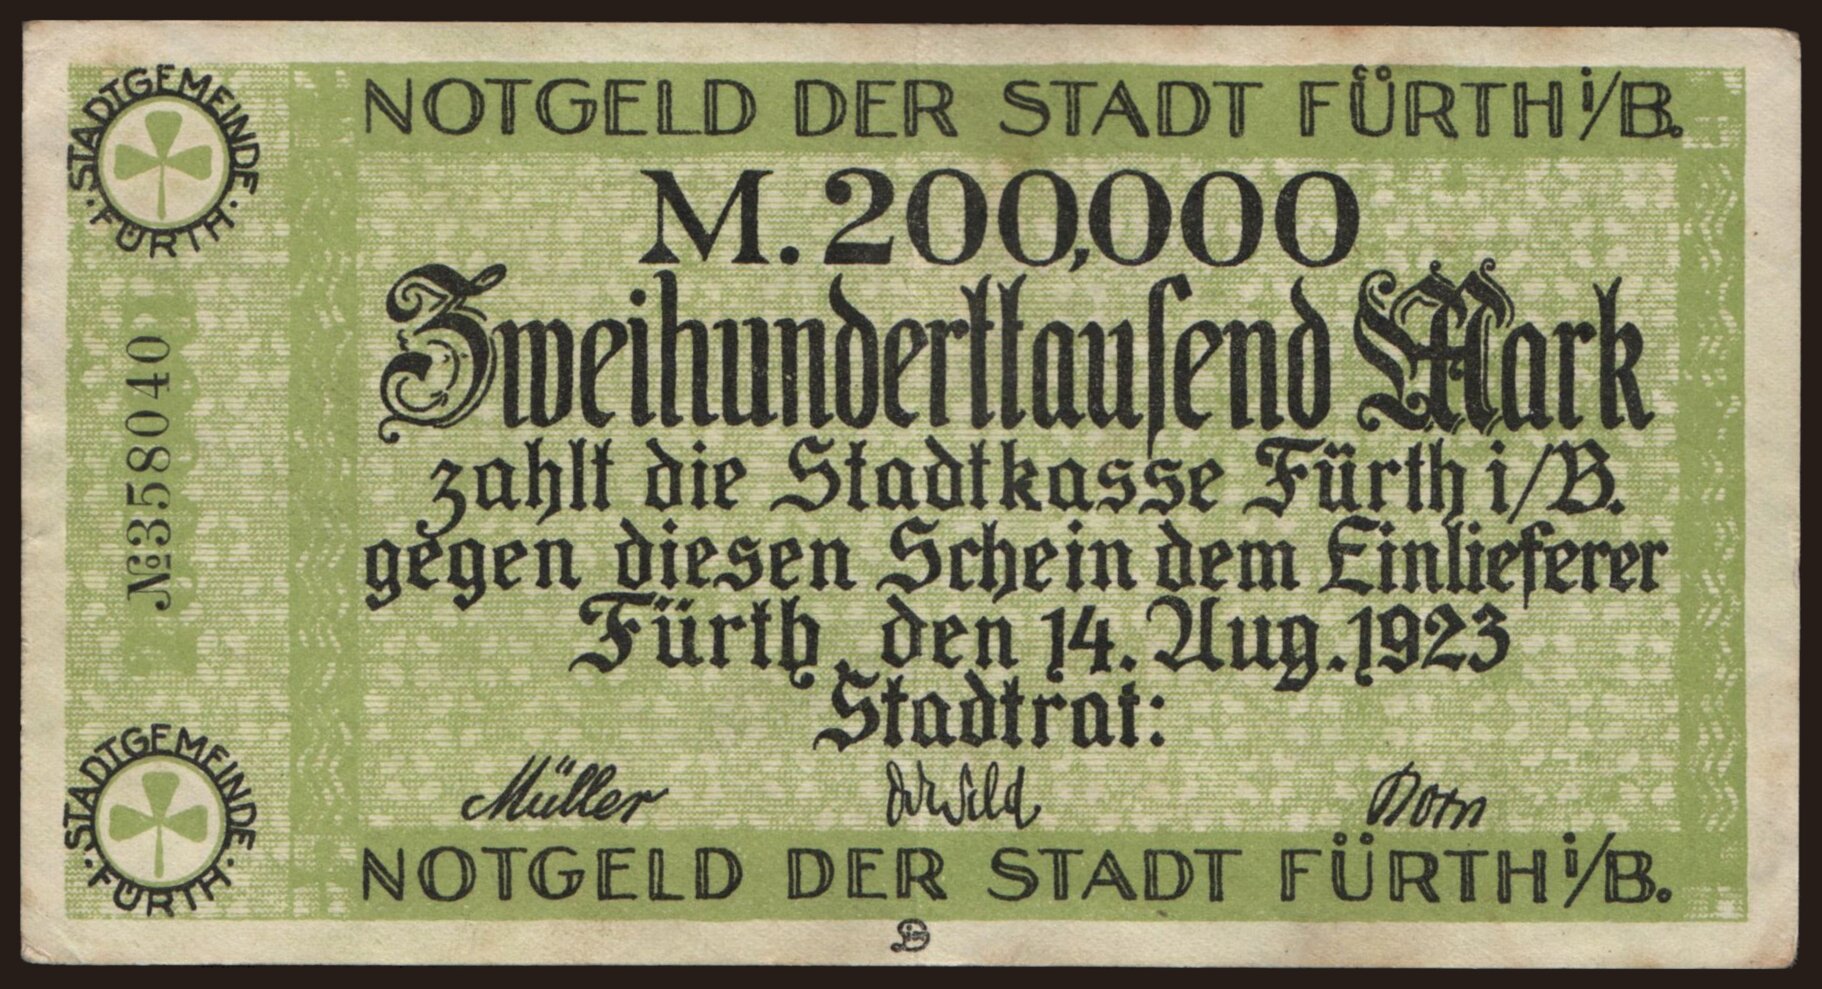 STADTGEMEINDE · FÜRTH ·
NOTGELD DER STADT FÜRTH i/B.
M. 200,000
Zweihunderttausend Mark
zahlt die Stadtkasse Fürth i/B.
gegen diesen Schein dem Einlieferer
Fürth, den 14. Aug. 1923
Stadtrat:
Müller
NOTGELD DER STADT FÜRTH i/B.
№358040
STADTGEMEINDE · FÜRTH ·